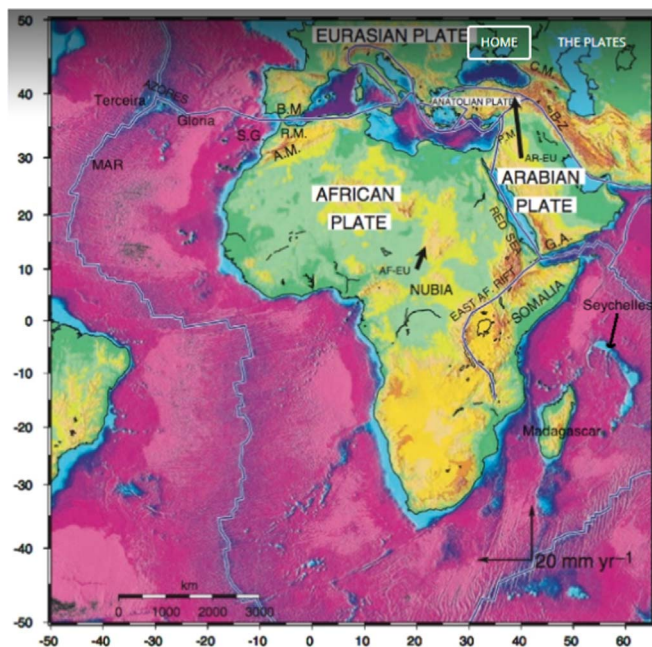 50
EURASIAN PLATE
HOME
THE PLATES
C.M.
40
AZORES
Terceira
Gloria
B.M.
ANATOLIAN PLATE
B-Z
S.G.
R.M.
A.M.
30
MAR
AR-EU
AFRICAN
PLATE
ARABIAN
PLATE
20
RED SEA
G.A.
10
AF-EU
NUBIA
EAST AF. RIFT
SOMALIA
Seychelles
0
-10
-20
Madagascar
-30
-40
20 mm yr⁻¹
km
0 1000 2000 3000
-50
-50
-50 -40 -30 -20 -10 0 10 20 30 40 50 60